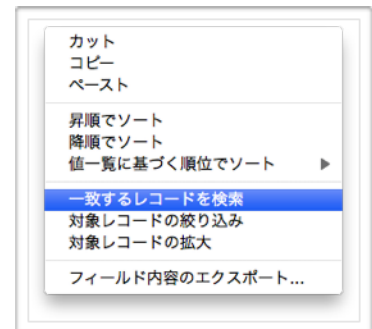 カット
コピー
ペースト
昇順でソート
降順でソート
値一覧に基づく順位でソート
一致するレコードを検索
対象レコードの絞り込み
対象レコードの拡大
フィールド内容のエクスポート...